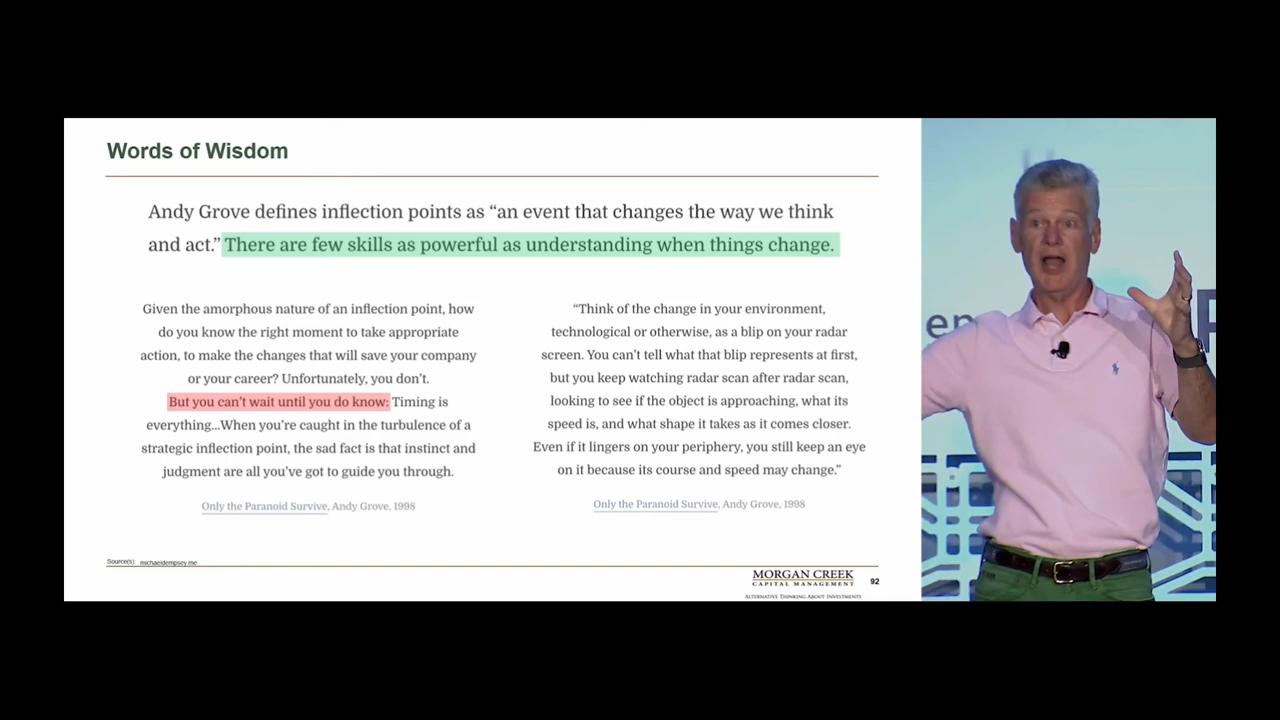 Words of Wisdom
Andy Grove defines inflection points as “an event that changes the way we think
and act.” There are few skills as powerful as understanding when things change.
Given the amorphous nature of an inflection point, how
do you know the right moment to take appropriate
action, to make the changes that will save your company
or your career? Unfortunately, you don’t.
But you can’t wait until you do know: Timing is
everything...When you’re caught in the turbulence of a
strategic inflection point, the sad fact is that instinct and
judgment are all you’ve got to guide you through.
Only the Paranoid Survive, Andy Grove, 1998
“Think of the change in your environment,
technological or otherwise, as a blip on your radar
screen. You can’t tell what that blip represents at first,
but you keep watching radar scan after radar scan,
looking to see if the object is approaching, what its
speed is, and what shape it takes as it comes closer.
Even if it lingers on your periphery, you still keep an eye
on it because its course and speed may change.”
Only the Paranoid Survive, Andy Grove, 1998
Source(s): michaeldempsey.me
MORGAN CREEK
CAPITAL MANAGEMENT
ALTERNATIVE THINKING ABOUT INVESTMENTS
92
en